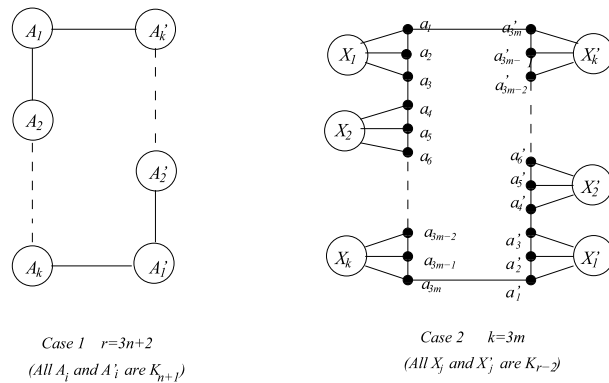 A₁ A'ₖ
A₂
A'₂
Aₖ A'₁
Case 1 r=3n+2
(All Aᵢ and A'ᵢ are Kₙ₊₁)
X₁ a₁ a'₃ₘ X'ₖ
a₂ a'₃ₘ₋
a₃ a'₃ₘ₋₂
X₂ a₄
a₅
a₆
a'₆ X'₂
a'₅
a'₄
Xₖ a₃ₘ₋₂ a'₃ X'₁
a₃ₘ₋₁ a'₂
a₃ₘ a'₁
Case 2 k=3m
(All Xⱼ and X'ⱼ are Kᵣ₋₂)